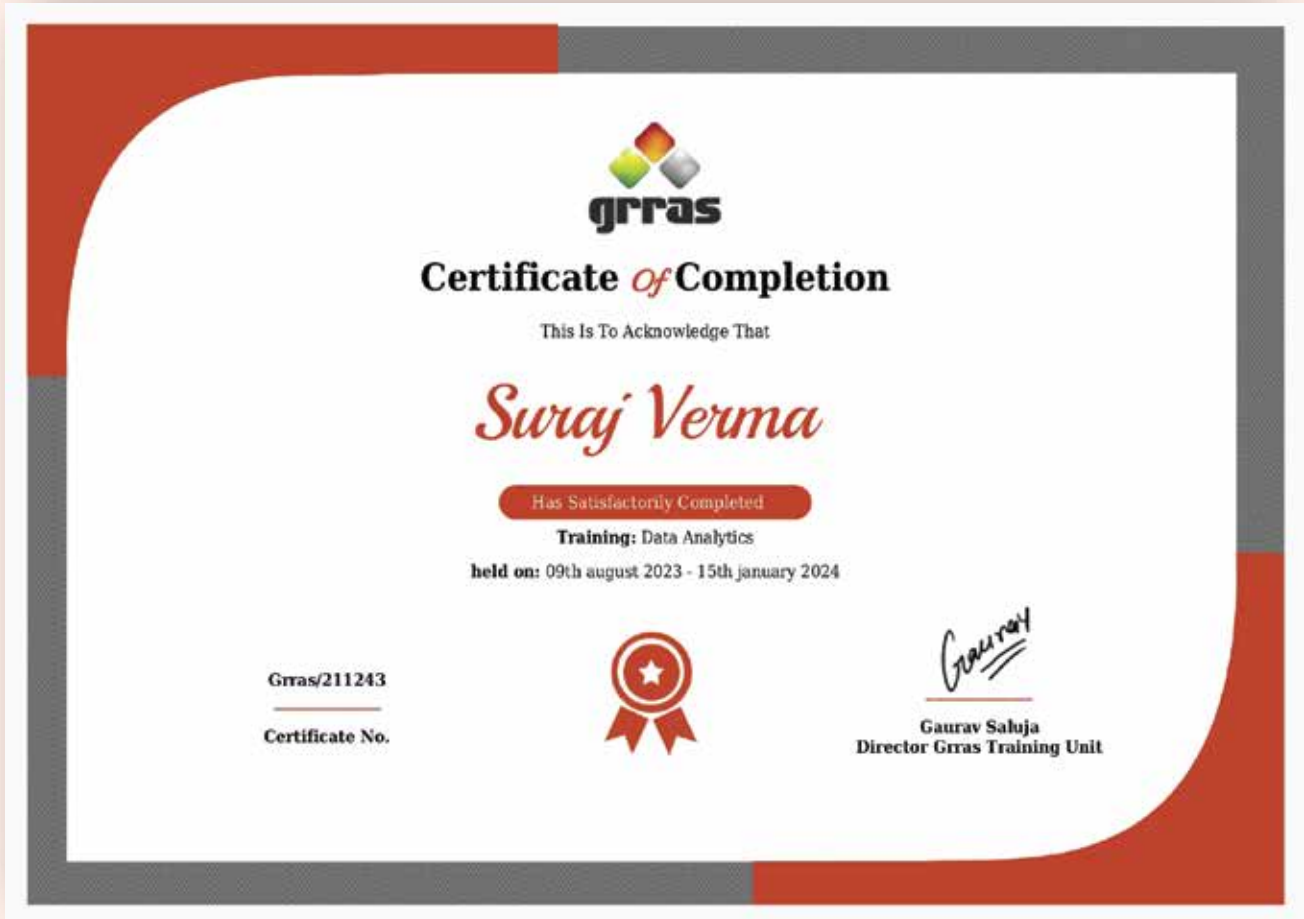 grras
Certificate Of Completion
This Is To Acknowledge That
Suraj Verma
Has Satisfactorily Completed
Training: Data Analytics
held on: 09th august 2023 - 15th january 2024
Grras/211243
Certificate No.
Gaurav
Gaurav Saluja
Director Grras Training Unit